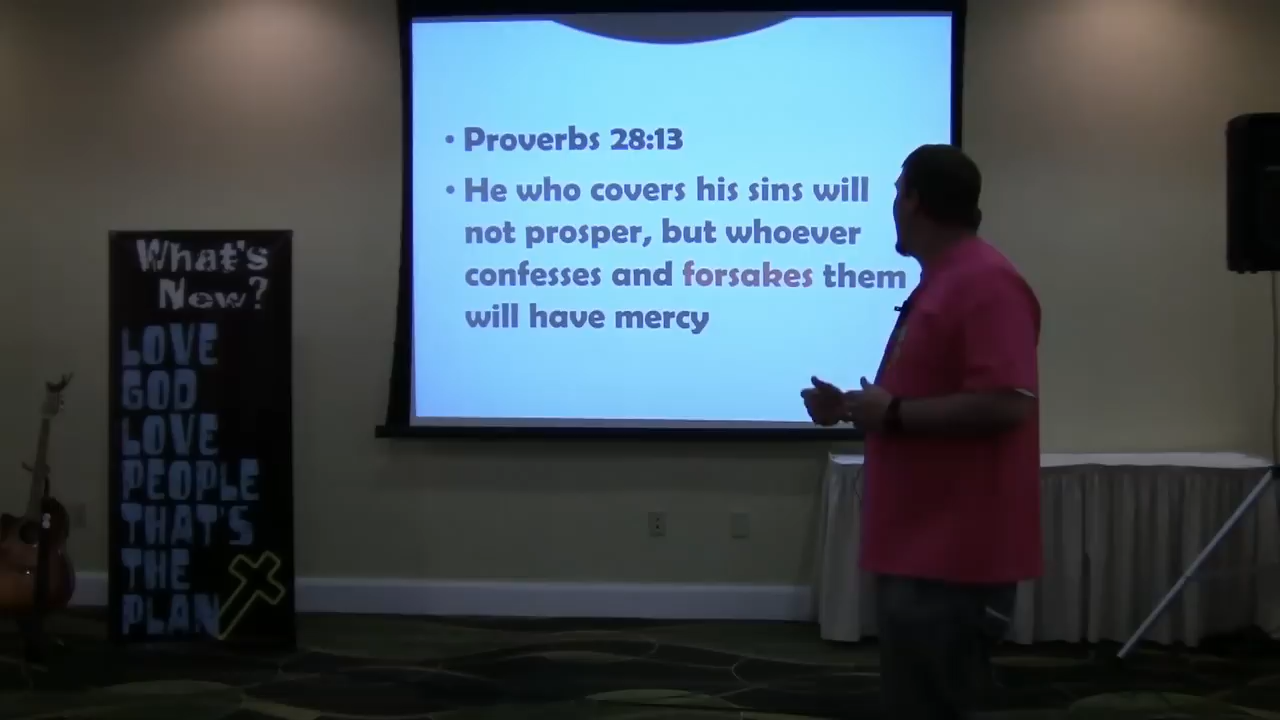 • Proverbs 28:13
• He who covers his sins will
not prosper, but whoever
confesses and forsakes them
will have mercy
What's
New?
LOVE
GOD
LOVE
PEOPLE
THAT'S
THE
PLAN